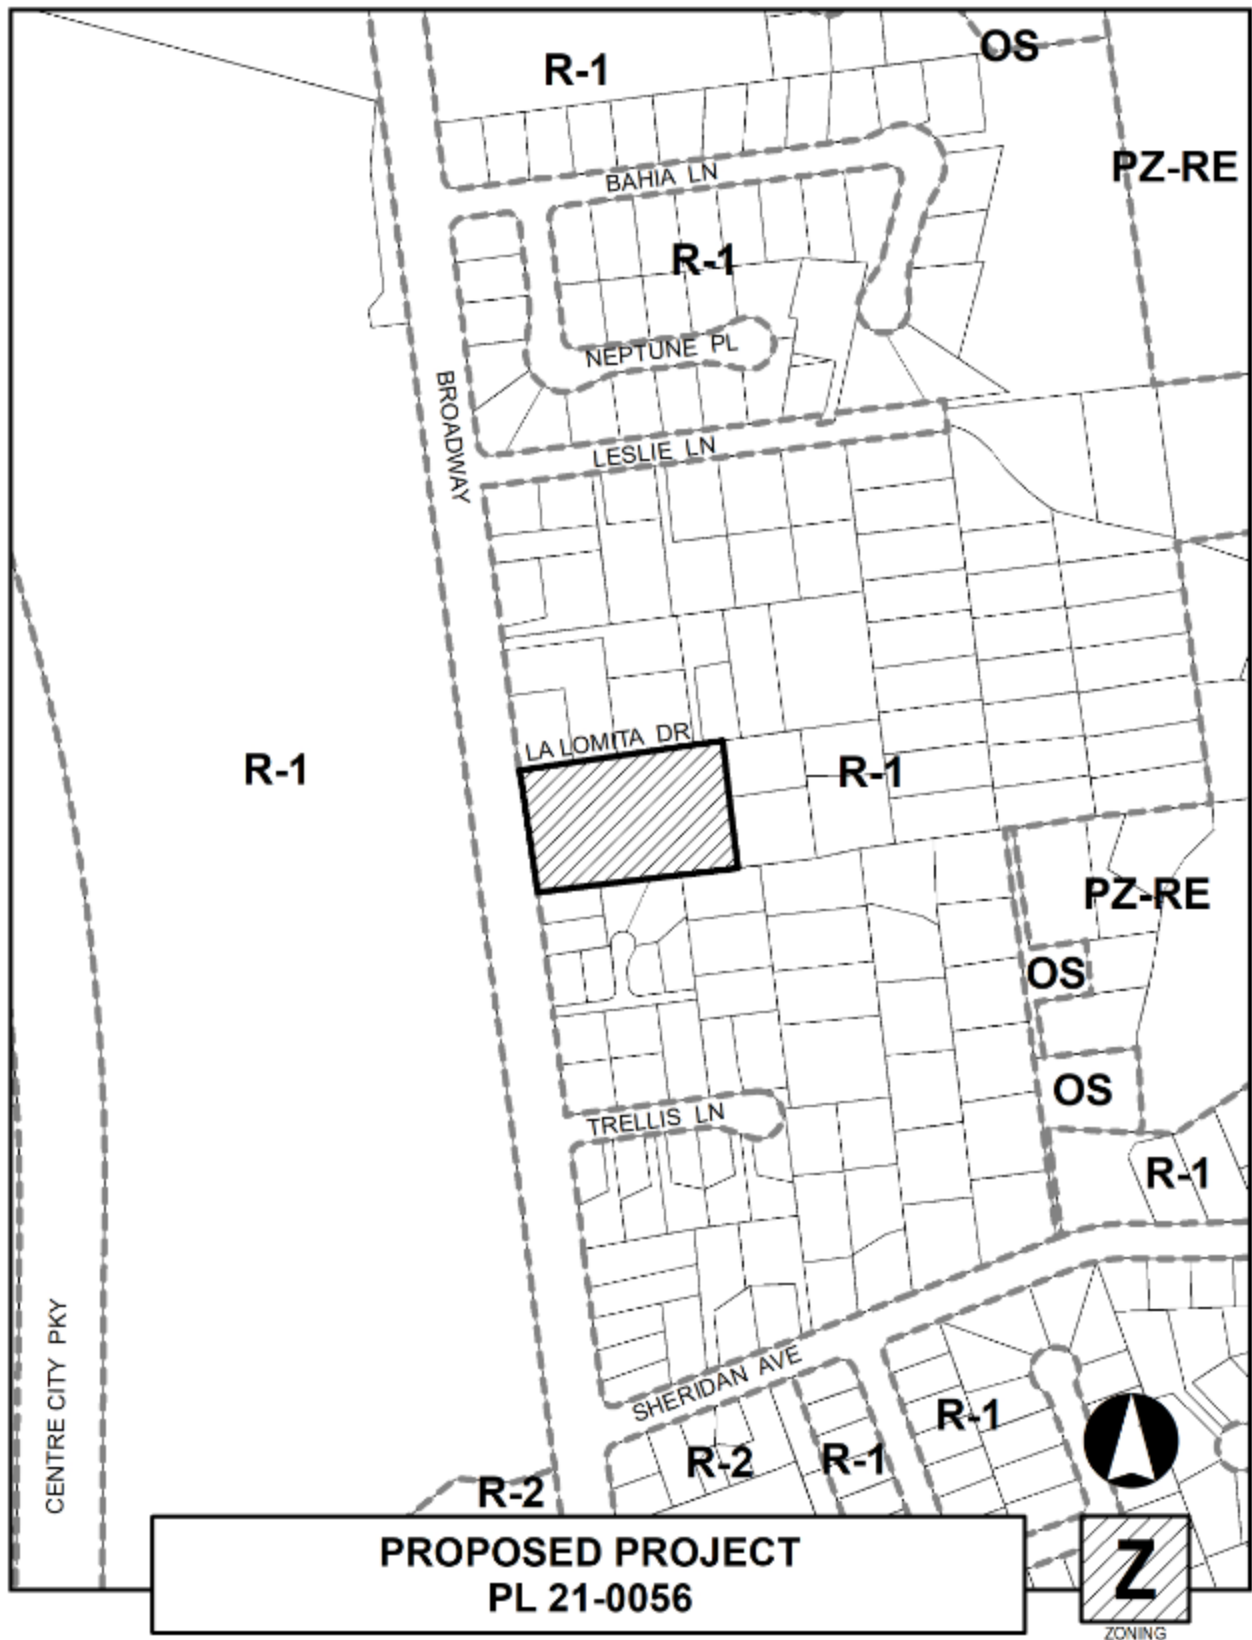 OS
R-1
PZ-RE
BAHIA LN
R-1
NEPTUNE PL
BROADWAY
LESLIE LN
LA LOMITA DR
R-1
R-1
PZ-RE
OS
OS
TRELLIS LN
R-1
CENTRE CITY PKY
SHERIDAN AVE
R-1
R-2
R-1
R-2
PROPOSED PROJECT
PL 21-0056
Z
ZONING